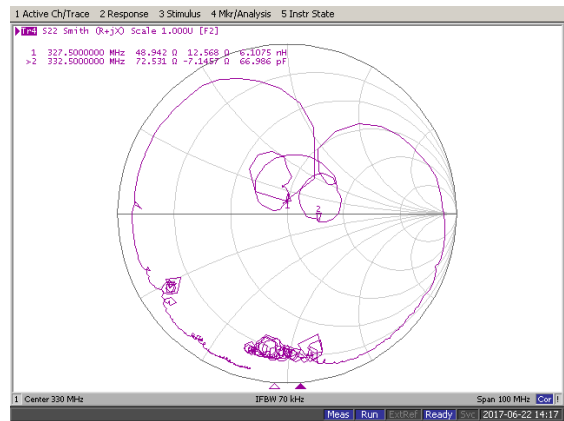 1 Active Ch/Trace 2 Response 3 Stimulus 4 Mkr/Analysis 5 Instr State
Tr4 S22 Smith (R+jX) Scale 1.000U [F2]
1 327.5000000 MHz 48.942 Ω 12.568 Ω 6.1075 nH
>2 332.5000000 MHz 72.531 Ω -7.1457 Ω 66.986 pF
1
2
1 Center 330 MHz IFBW 70 kHz Span 100 MHz Cor !
Meas Run ExtRef Ready Svc 2017-06-22 14:17